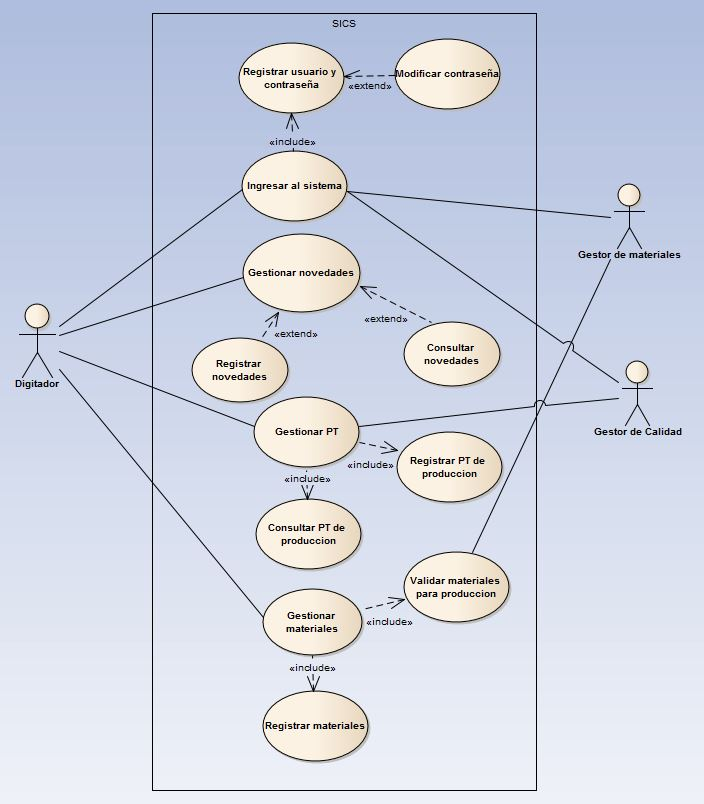 SICS
Registrar usuario y
contraseña
Modificar contraseña
«extend»
«include»
Ingresar al sistema
Gestor de materiales
Gestionar novedades
«extend»
«extend»
Registrar
novedades
Consultar
novedades
Digitador
Gestor de Calidad
Gestionar PT
«include»
Registrar PT de
produccion
«include»
Consultar PT de
produccion
Validar materiales
para produccion
Gestionar
materiales
«include»
«include»
Registrar materiales